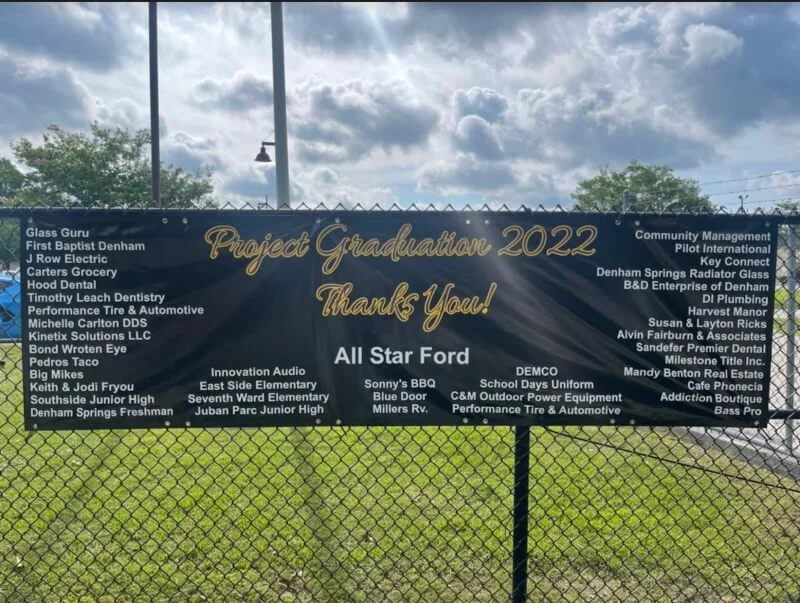 Project Graduation 2022
Thanks You!
All Star Ford
Glass Guru
First Baptist Denham
J Row Electric
Carters Grocery
Hood Dental
Timothy Leach Dentistry
Performance Tire & Automotive
Michelle Carlton DDS
Kinetix Solutions LLC
Bond Wroten Eye
Pedros Taco
Big Mikes
Keith & Jodi Fryou
Southside Junior High
Denham Springs Freshman
Innovation Audio
East Side Elementary
Seventh Ward Elementary
Juban Parc Junior High
Sonny's BBQ
Blue Door
Millers Rv.
DEMCO
School Days Uniform
C&M Outdoor Power Equipment
Performance Tire & Automotive
Community Management
Pilot International
Key Connect
Denham Springs Radiator Glass
B&D Enterprise of Denham
DI Plumbing
Harvest Manor
Susan & Layton Ricks
Alvin Fairburn & Associates
Sandefer Premier Dental
Milestone Title Inc.
Mandy Benton Real Estate
Cafe Phonecia
Addiction Boutique
Bass Pro